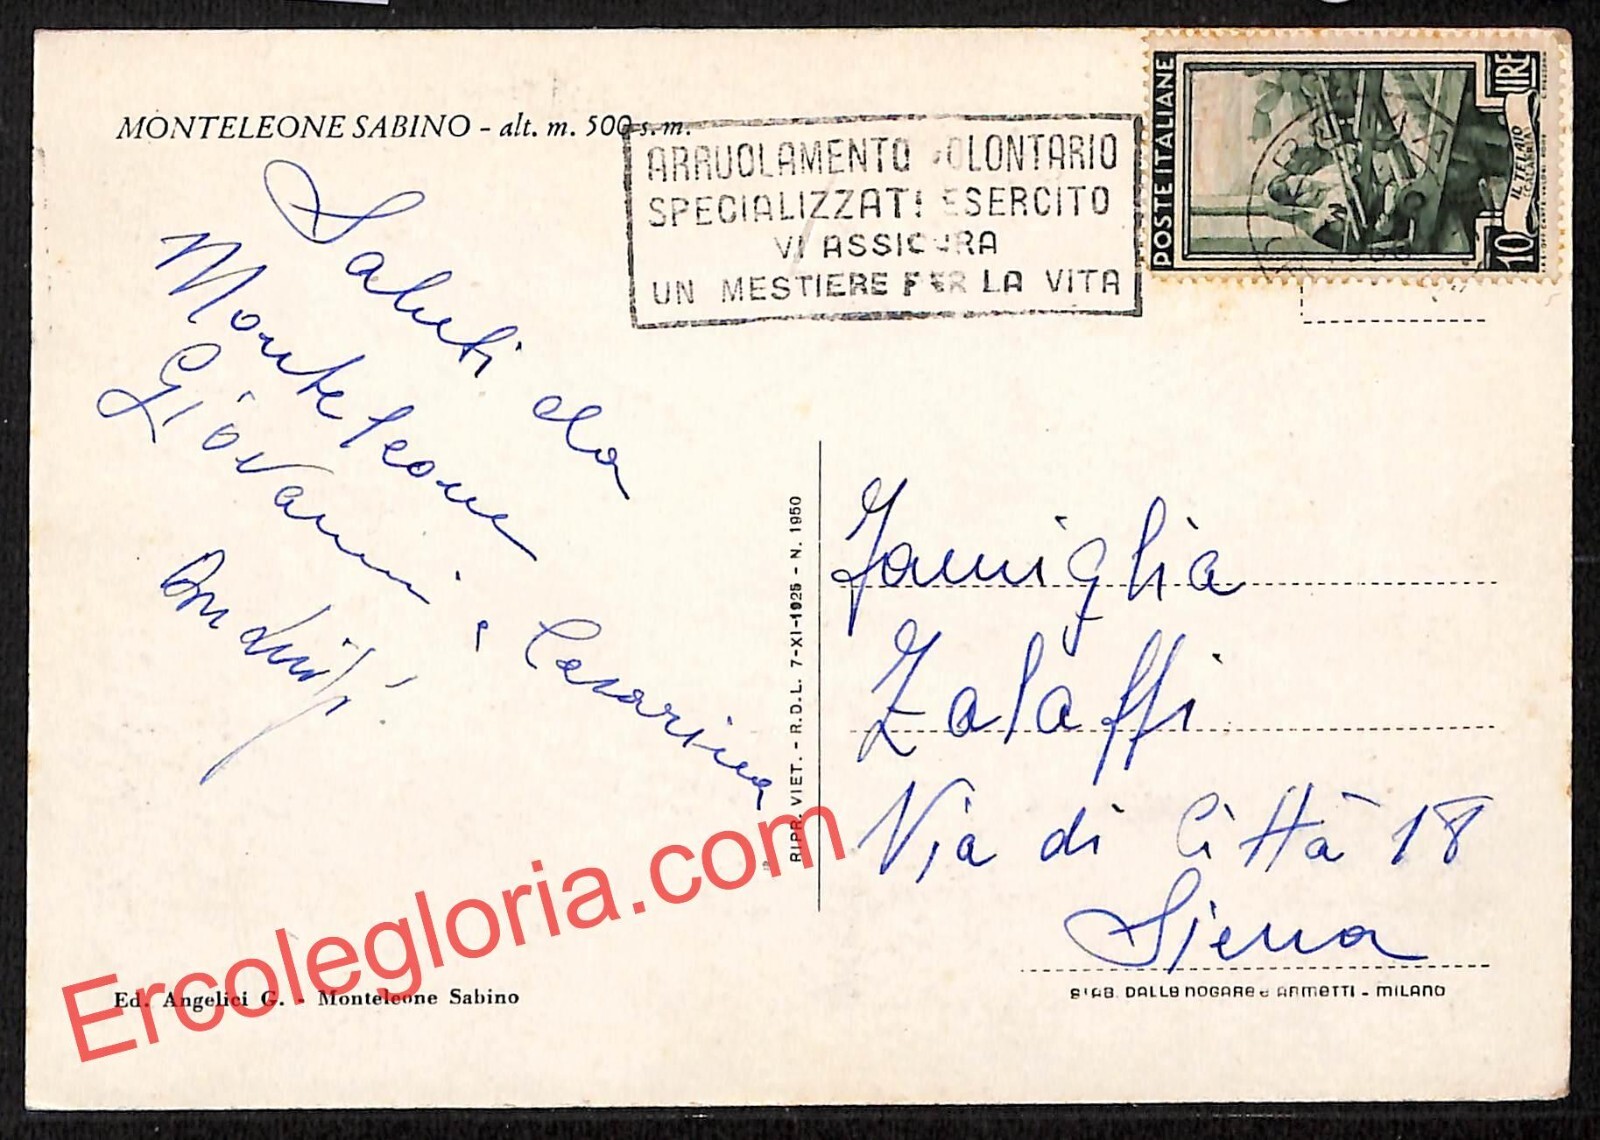 MONTELEONE SABINO - alt. m. 500 s. m.
ARRUOLAMENTO VOLONTARIO
SPECIALIZZATI ESERCITO
VI ASSICURA
UN MESTIERE PER LA VITA
POSTE ITALIANE
10 LIRE
IL TELAIO
(CALABRIA)
Saluti da
Monteleone
Giovanni e Cesarina
Don Luigi
RIPR. VIET. - R.D.L. 7-XI-1925 - N. 1950
Famiglia
Zalaffi
Via di Città 18
Siena
Ed. Angelici G. - Monteleone Sabino
STAB. DALLE NOGARE e ARMETTI - MILANO
Ercolegloria.com